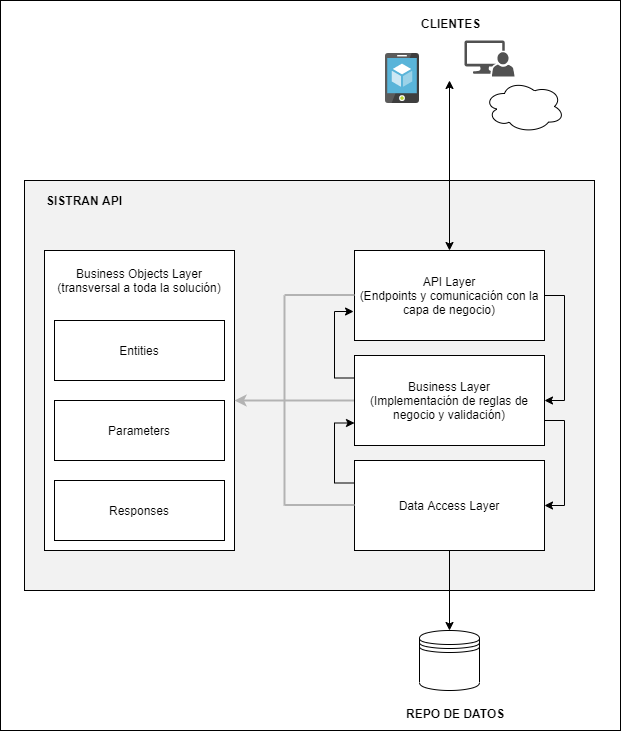 CLIENTES
SISTRAN API
Business Objects Layer
(transversal a toda la solución)
Entities
Parameters
Responses
API Layer
(Endpoints y comunicación con la
capa de negocio)
Business Layer
(Implementación de reglas de
negocio y validación)
Data Access Layer
REPO DE DATOS